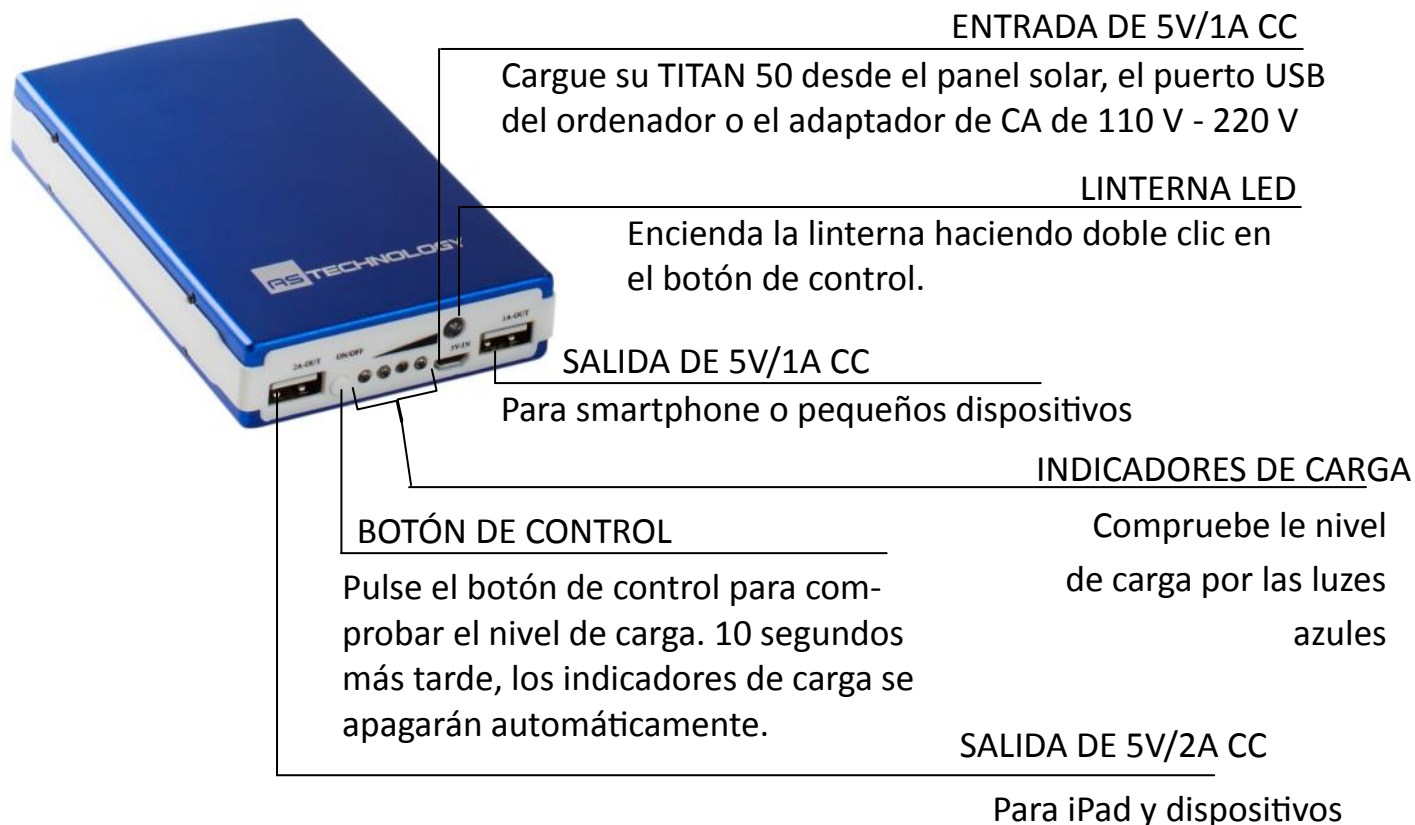 ENTRADA DE 5V/1A CC
Cargue su TITAN 50 desde el panel solar, el puerto USB
del ordenador o el adaptador de CA de 110 V - 220 V
LINTERNA LED
Encienda la linterna haciendo doble clic en
el botón de control.
RS TECHNOLOGY
2A-OUT
ON/OFF
5V-IN
1A-OUT
SALIDA DE 5V/1A CC
Para smartphone o pequeños dispositivos
INDICADORES DE CARGA
Compruebe le nivel
de carga por las luzes
azules
BOTÓN DE CONTROL
Pulse el botón de control para com-
probar el nivel de carga. 10 segundos
más tarde, los indicadores de carga se
apagarán automáticamente.
SALIDA DE 5V/2A CC
Para iPad y dispositivos